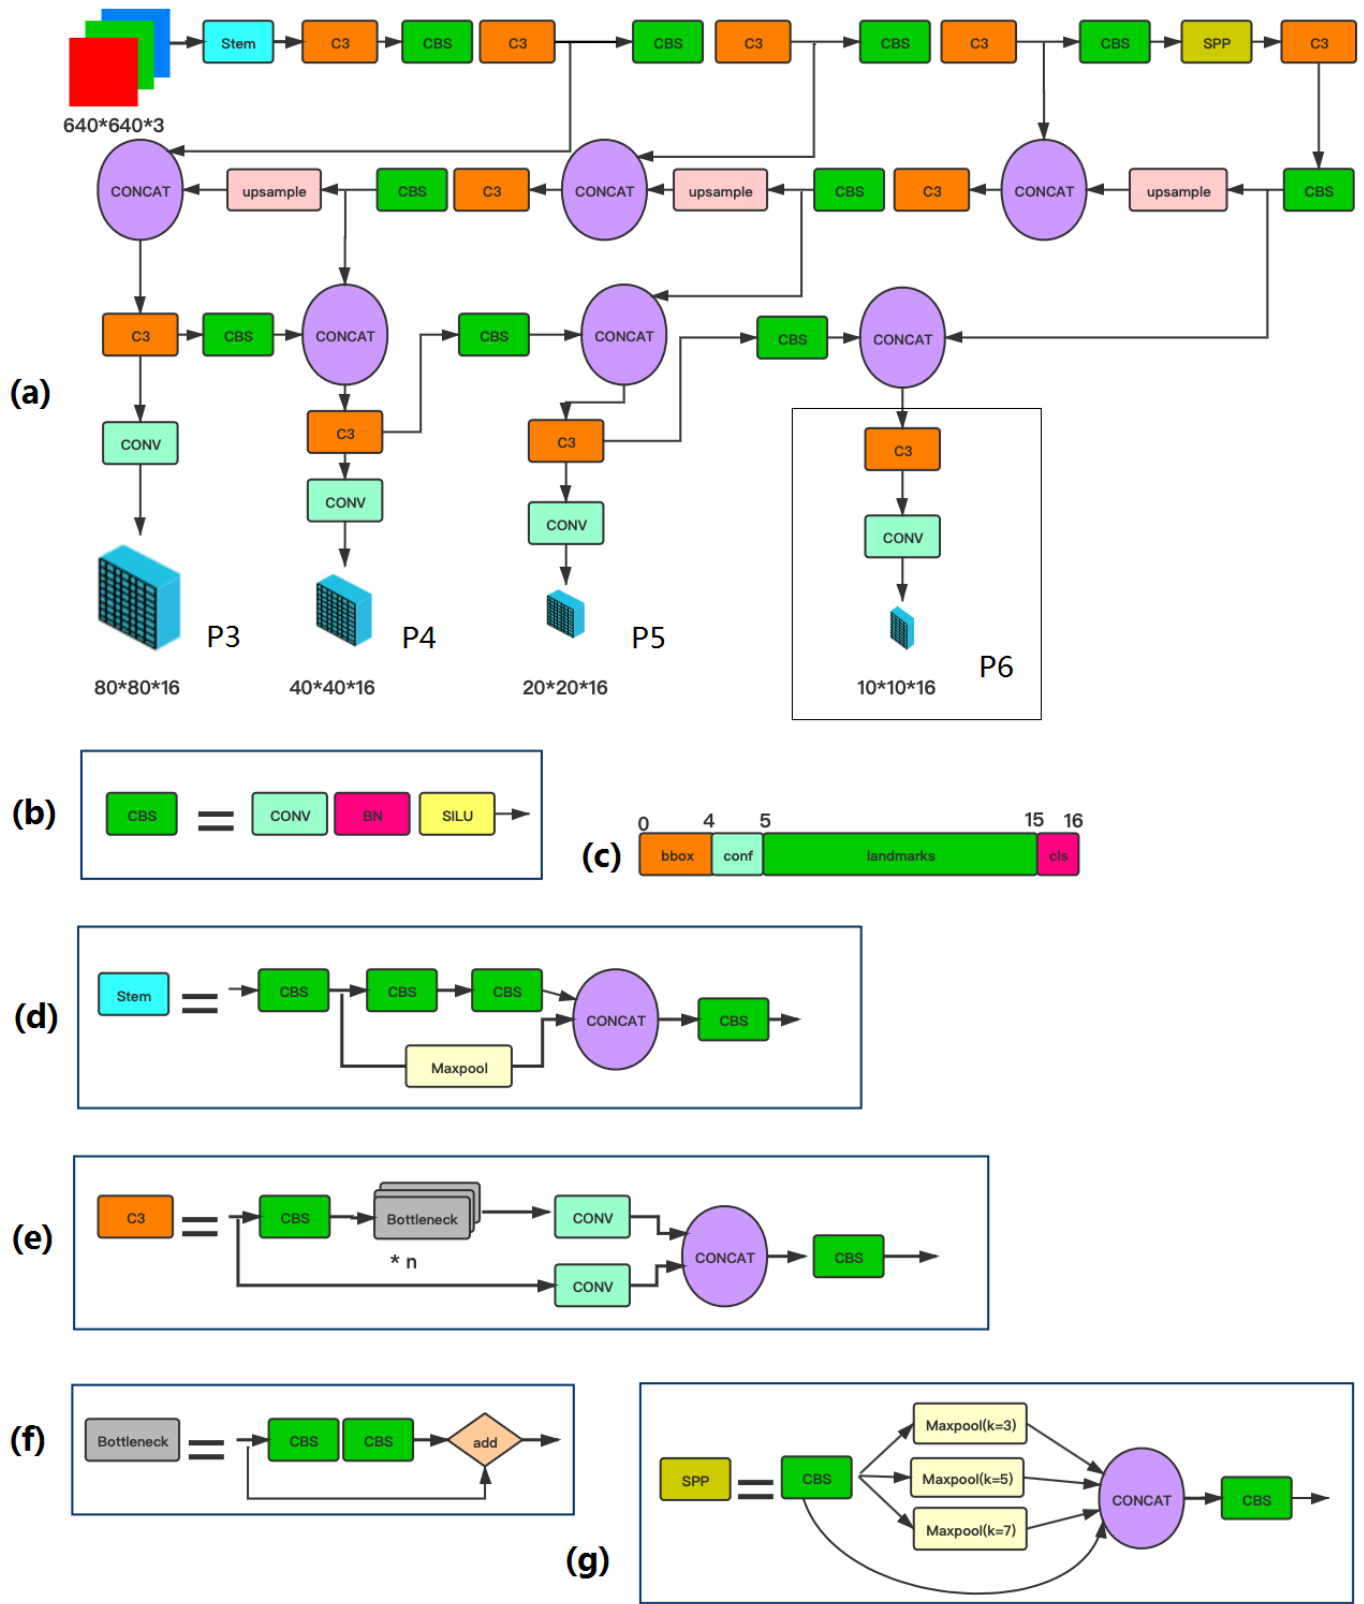 Stem C3 CBS C3 CBS C3 CBS C3 CBS SPP C3
640*640*3
CONCAT upsample CBS C3 CONCAT upsample CBS C3 CONCAT upsample CBS
C3 CBS CONCAT CBS CONCAT CBS CONCAT
(a)
C3 C3 C3
CONV CONV CONV CONV
P3 P4 P5 P6
80*80*16 40*40*16 20*20*16 10*10*16
(b) CBS = CONV BN SILU
0 4 5 15 16
(c) bbox conf landmarks cls
(d) Stem = CBS CBS CBS CONCAT CBS
Maxpool
(e) C3 = CBS Bottleneck CONV CONCAT CBS
* n
CONV
(f) Bottleneck = CBS CBS add
(g) SPP = CBS Maxpool(k=3) CONCAT CBS
Maxpool(k=5)
Maxpool(k=7)